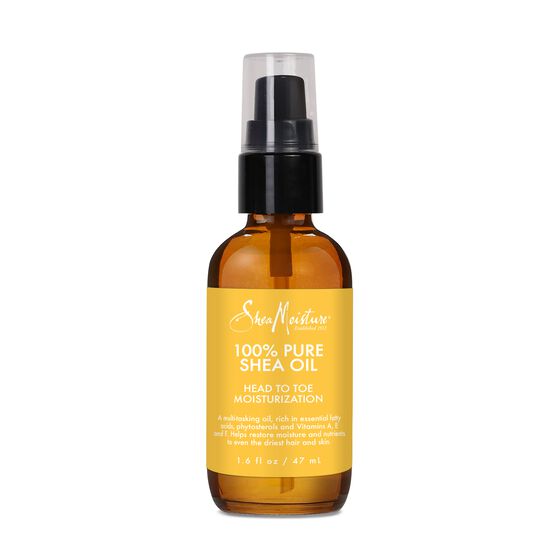 SheaMoisture®
Established 1912
100% PURE
SHEA OIL
HEAD TO TOE
MOISTURIZATION
A multi-tasking oil, rich in essential fatty
acids, phytosterols and Vitamins A, E
and F. Helps restore moisture and nutrients
to even the driest hair and skin.
1.6 fl oz / 47 mL